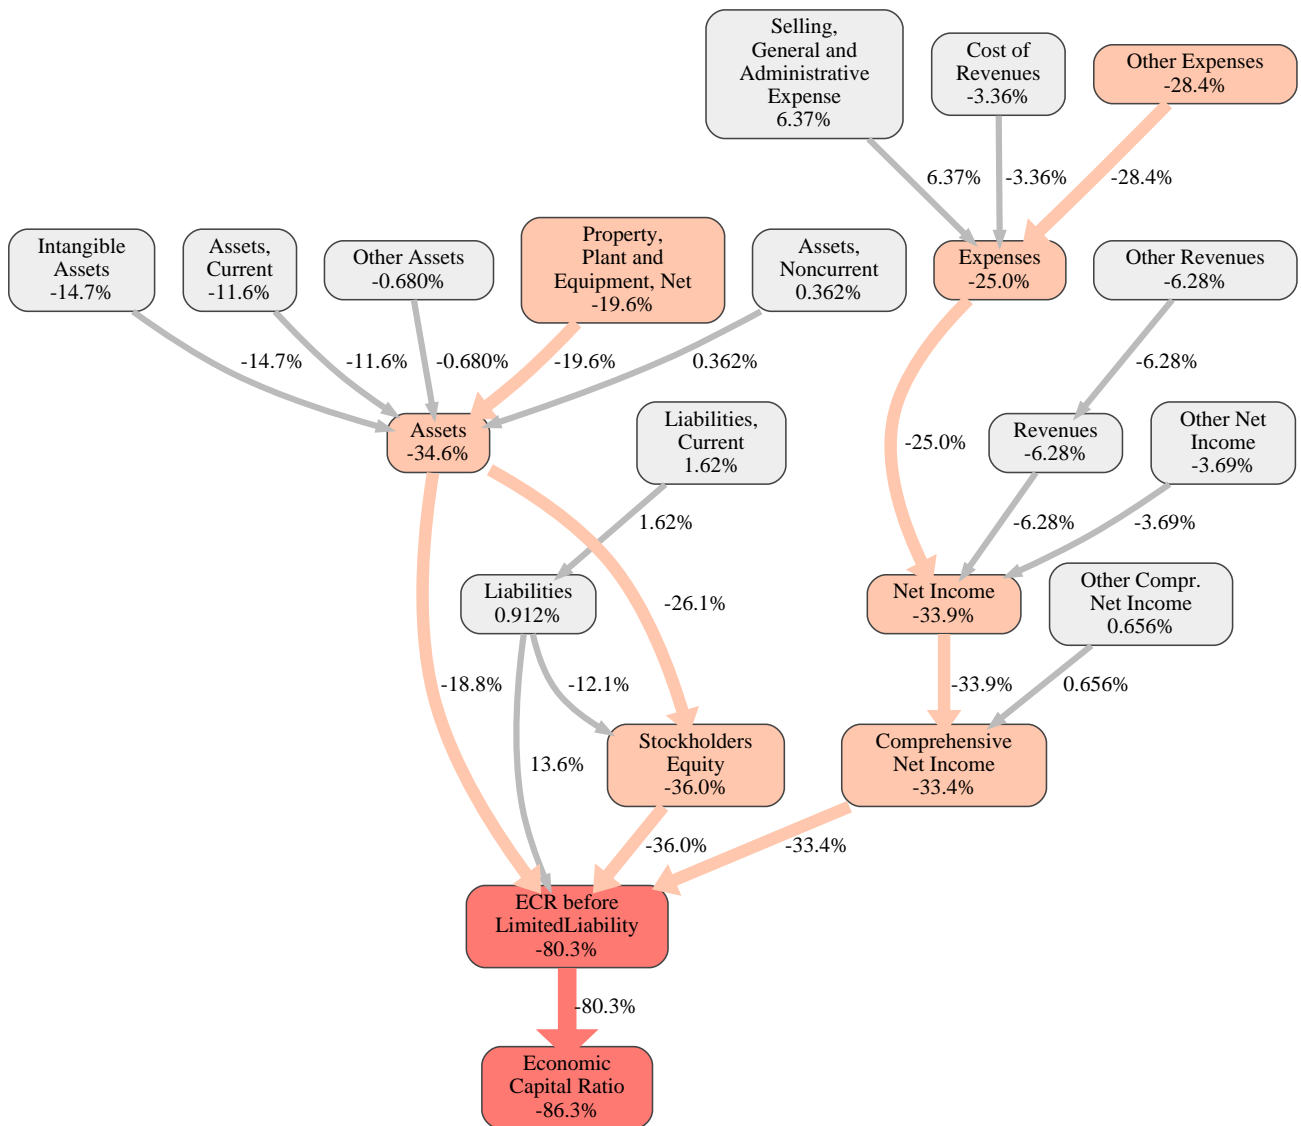 Selling,
General and
Administrative
Expense
6.37%
Cost of
Revenues
-3.36%
Other Expenses
-28.4%
6.37%
-3.36%
-28.4%
Intangible
Assets
-14.7%
Assets,
Current
-11.6%
Other Assets
-0.680%
Property,
Plant and
Equipment, Net
-19.6%
Assets,
Noncurrent
0.362%
Expenses
-25.0%
Other Revenues
-6.28%
-14.7%
-11.6%
-0.680%
-19.6%
0.362%
-6.28%
Assets
-34.6%
Liabilities,
Current
1.62%
-25.0%
Revenues
-6.28%
Other Net
Income
-3.69%
1.62%
-6.28%
-3.69%
Liabilities
0.912%
-26.1%
Net Income
-33.9%
Other Compr.
Net Income
0.656%
-18.8%
-12.1%
-33.9%
0.656%
13.6%
Stockholders
Equity
-36.0%
Comprehensive
Net Income
-33.4%
-36.0%
-33.4%
ECR before
LimitedLiability
-80.3%
-80.3%
Economic
Capital Ratio
-86.3%